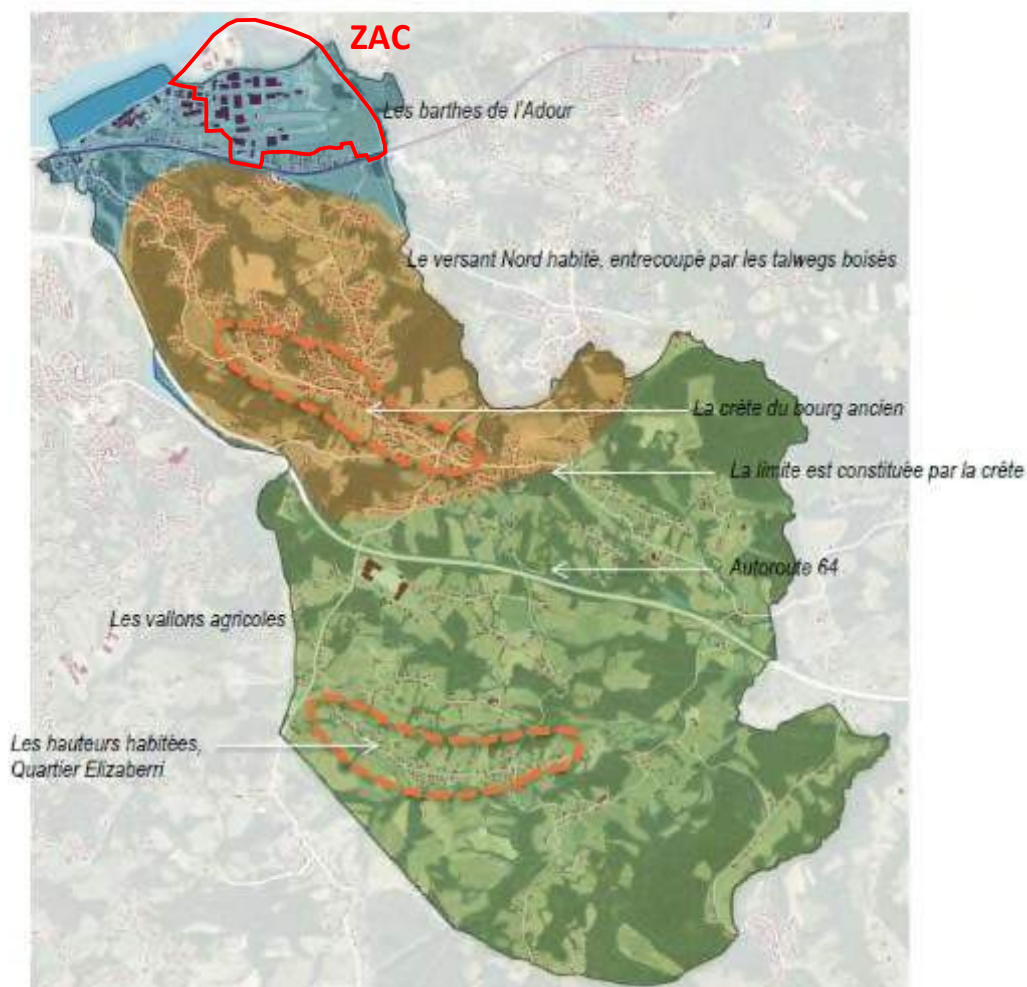 ZAC
Les barthes de l'Adour
Le versant Nord habité, entrecoupé par les talwegs boisés
La crête du bourg ancien
La limite est constituée par la crête
Autoroute 64
Les vallons agricoles
Les hauteurs habitées,
Quartier Elizaberri